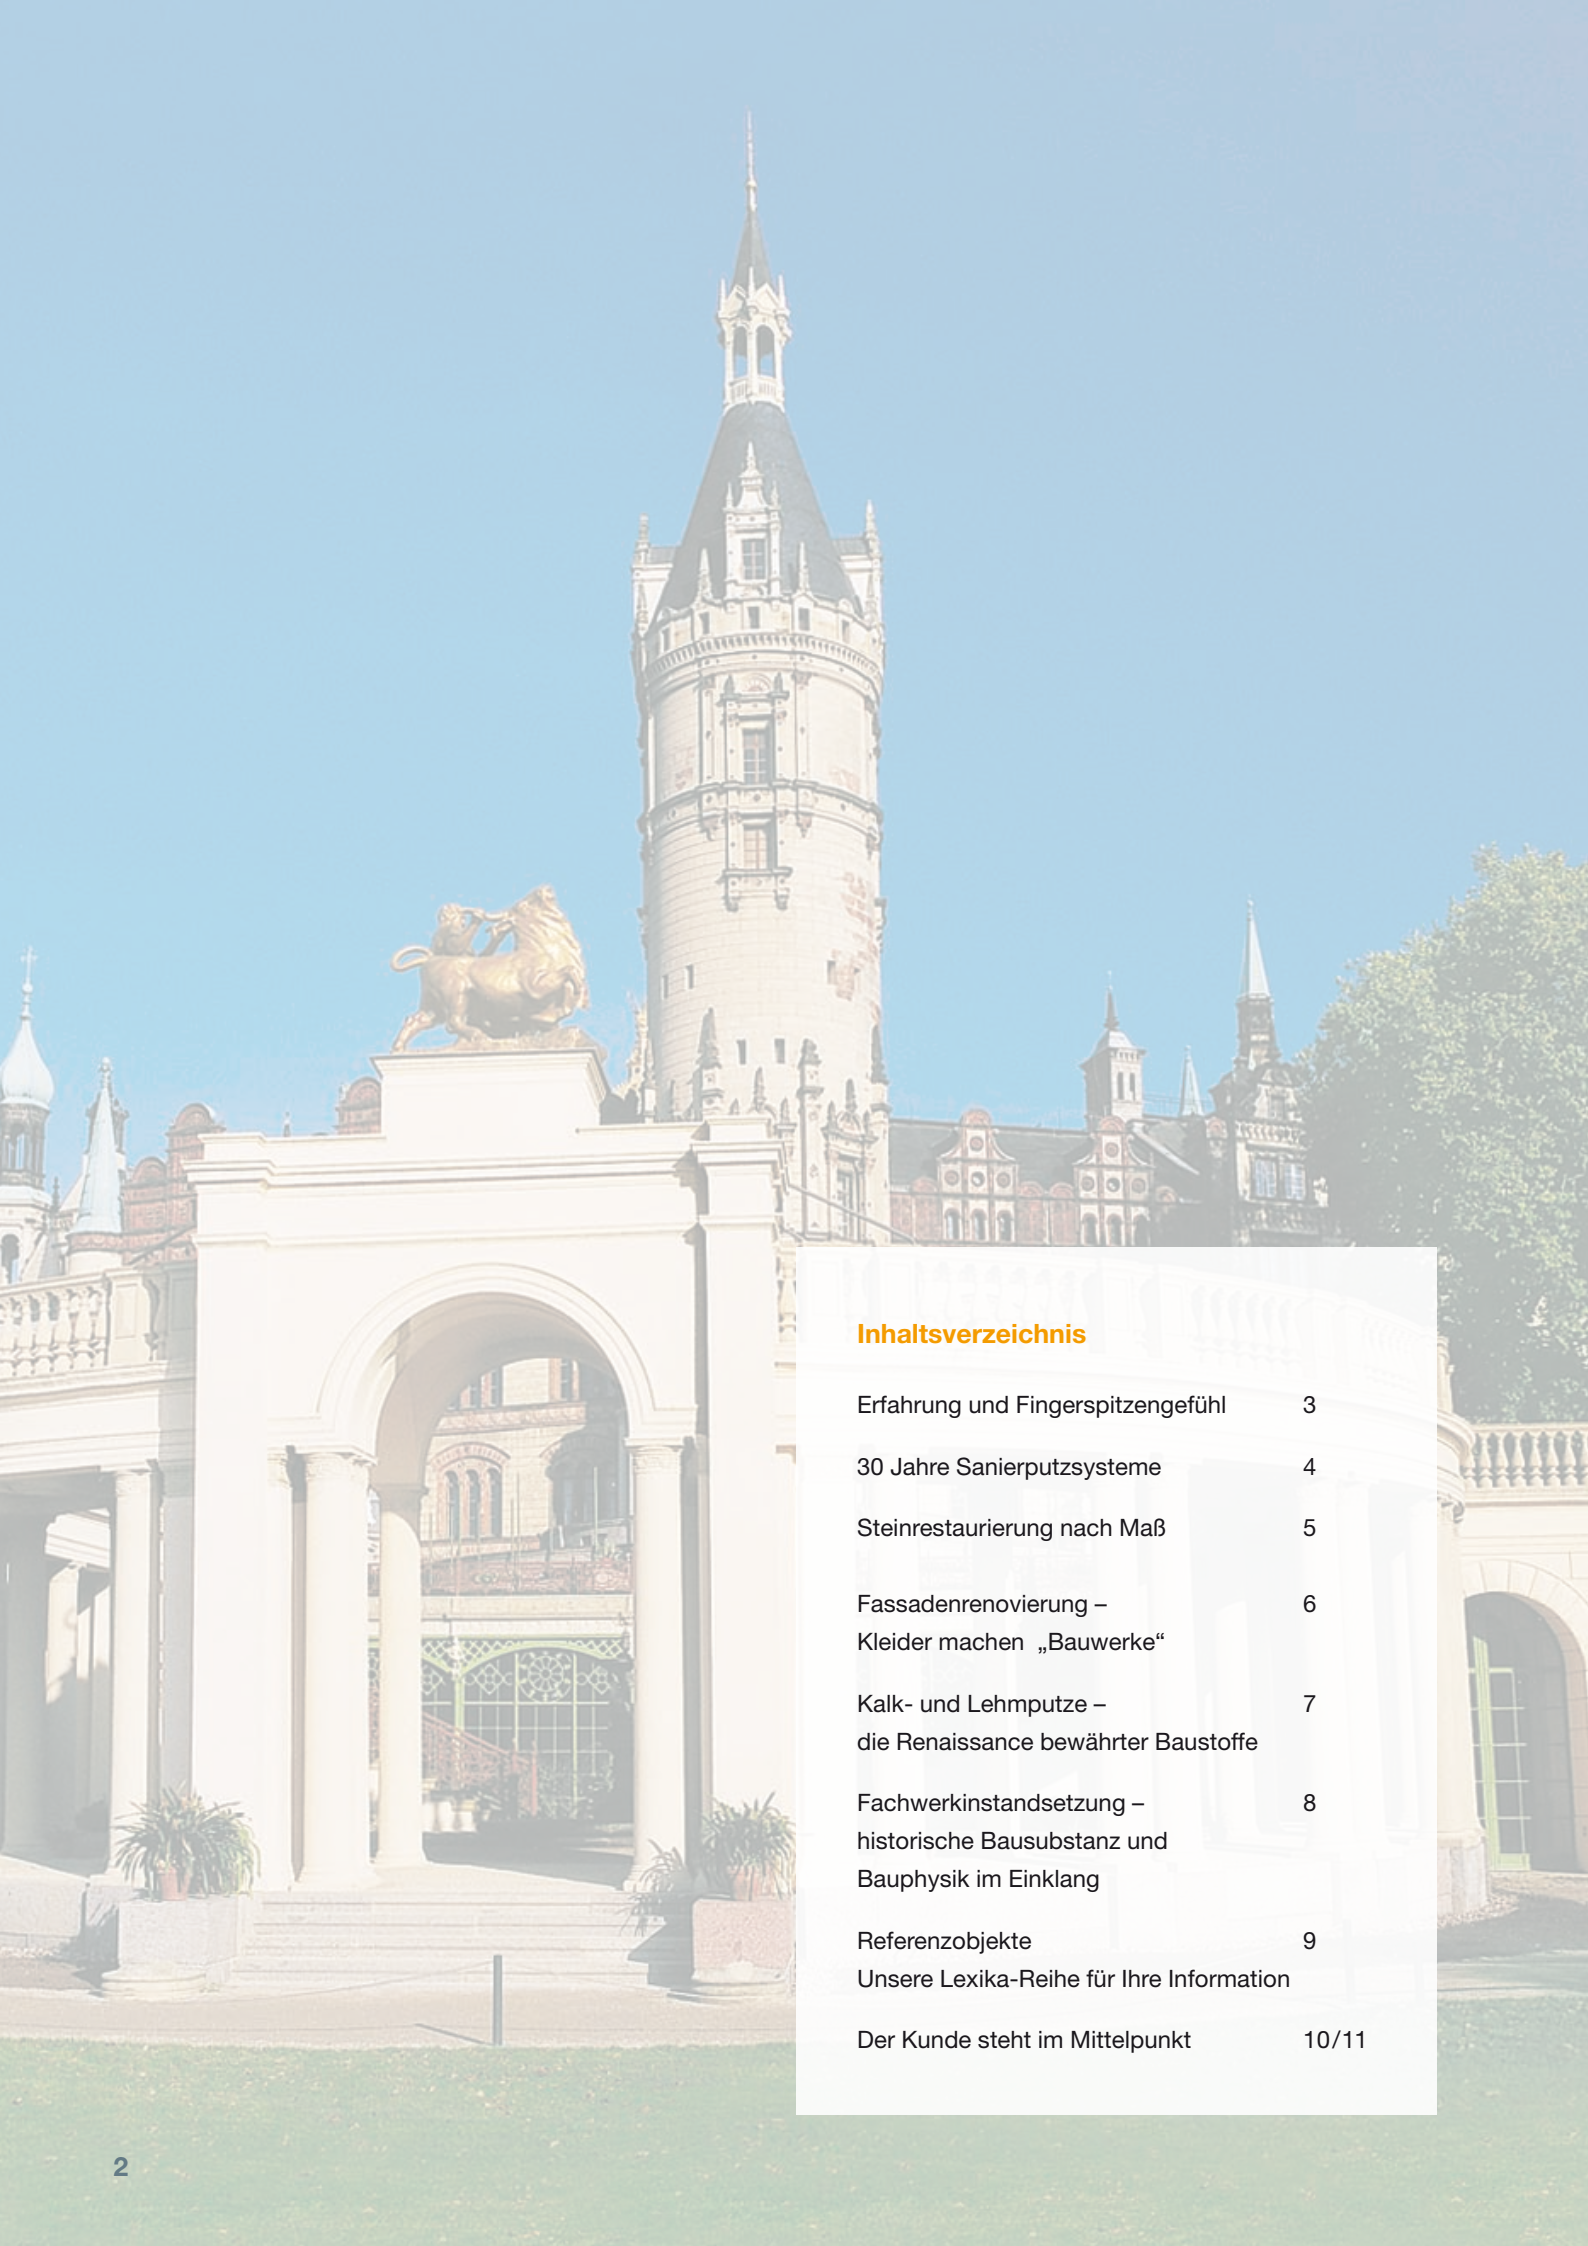 Inhaltsverzeichnis
Erfahrung und Fingerspitzengefühl 3
30 Jahre Sanierputzsysteme 4
Steinrestaurierung nach Maß 5
Fassadenrenovierung – 6
Kleider machen „Bauwerke“
Kalk- und Lehmputze – 7
die Renaissance bewährter Baustoffe
Fachwerkinstandsetzung – 8
historische Bausubstanz und
Bauphysik im Einklang
Referenzobjekte 9
Unsere Lexika-Reihe für Ihre Information
Der Kunde steht im Mittelpunkt 10/11
2